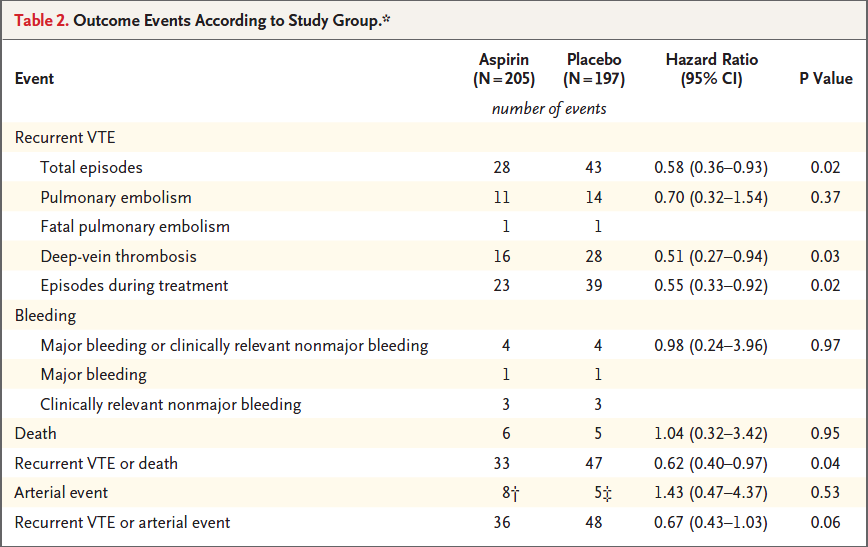 Table 2. Outcome Events According to Study Group.*
Event Aspirin (N=205) Placebo (N=197) Hazard Ratio (95% CI) P Value
number of events
Recurrent VTE
Total episodes 28 43 0.58 (0.36–0.93) 0.02
Pulmonary embolism 11 14 0.70 (0.32–1.54) 0.37
Fatal pulmonary embolism 1 1
Deep-vein thrombosis 16 28 0.51 (0.27–0.94) 0.03
Episodes during treatment 23 39 0.55 (0.33–0.92) 0.02
Bleeding
Major bleeding or clinically relevant nonmajor bleeding 4 4 0.98 (0.24–3.96) 0.97
Major bleeding 1 1
Clinically relevant nonmajor bleeding 3 3
Death 6 5 1.04 (0.32–3.42) 0.95
Recurrent VTE or death 33 47 0.62 (0.40–0.97) 0.04
Arterial event 8† 5‡ 1.43 (0.47–4.37) 0.53
Recurrent VTE or arterial event 36 48 0.67 (0.43–1.03) 0.06